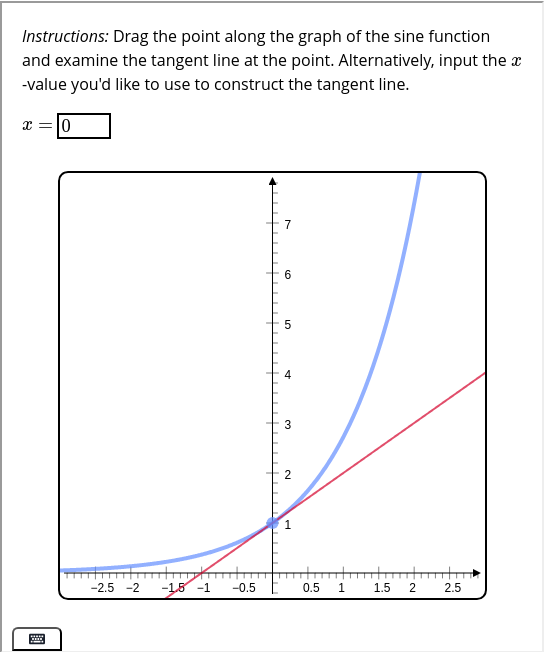 Instructions: Drag the point along the graph of the sine function
and examine the tangent line at the point. Alternatively, input the x
-value you'd like to use to construct the tangent line.
x = 0
7
6
5
4
3
2
1
−2.5 −2 −1.5 −1 −0.5 0.5 1 1.5 2 2.5